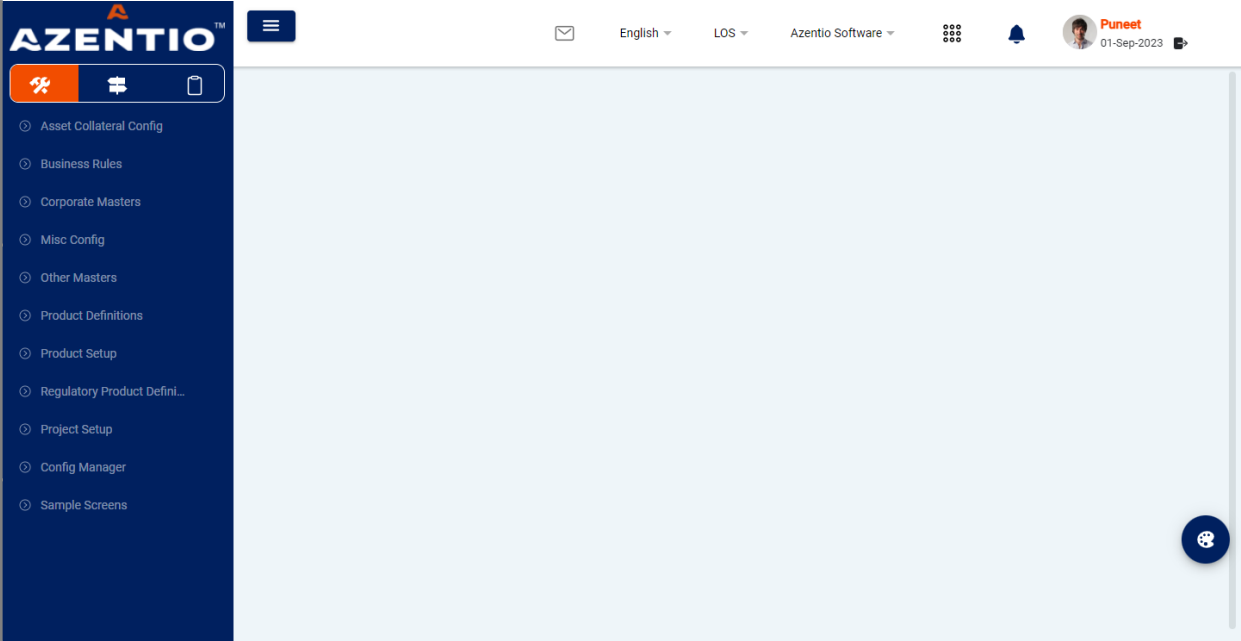 AZENTIO™
English
LOS
Azentio Software
Puneet
01-Sep-2023
Asset Collateral Config
Business Rules
Corporate Masters
Misc Config
Other Masters
Product Definitions
Product Setup
Regulatory Product Defini...
Project Setup
Config Manager
Sample Screens